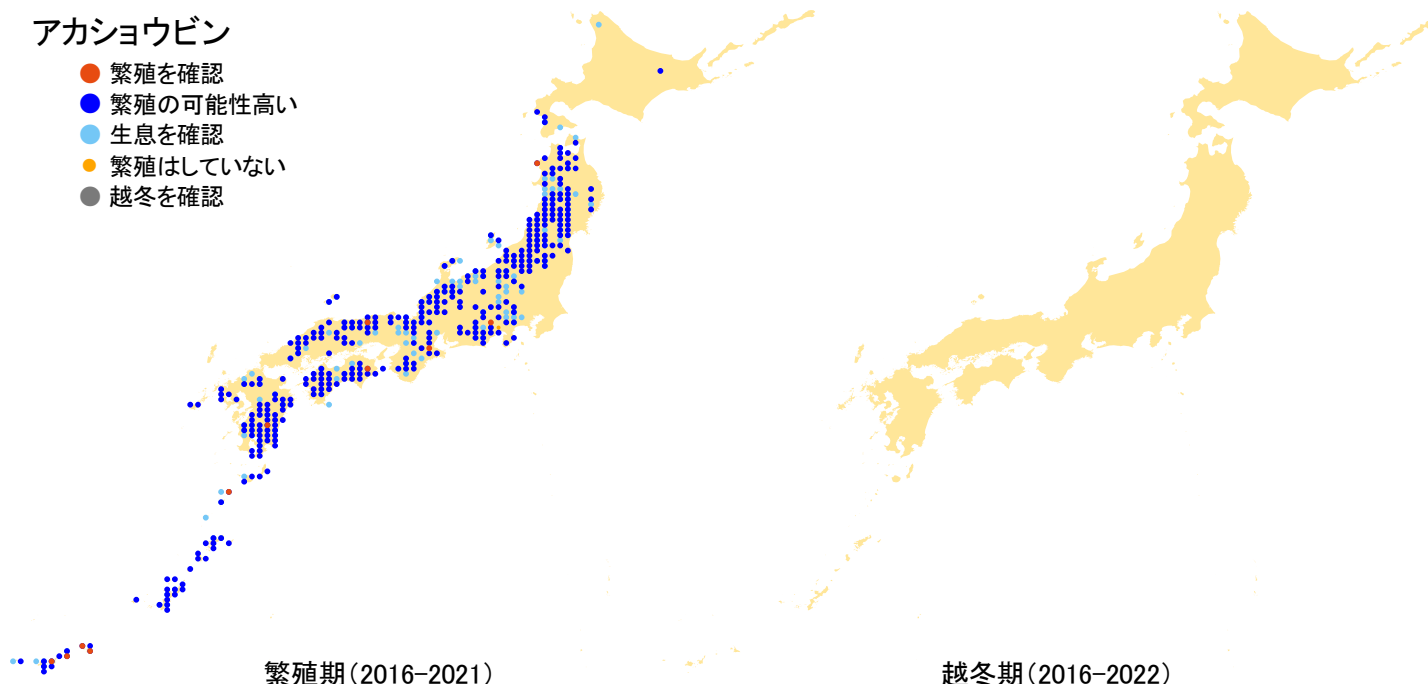 アカショウビン
繁殖を確認
繁殖の可能性高い
生息を確認
繁殖はしていない
越冬を確認
繁殖期(2016-2021)
越冬期(2016-2022)